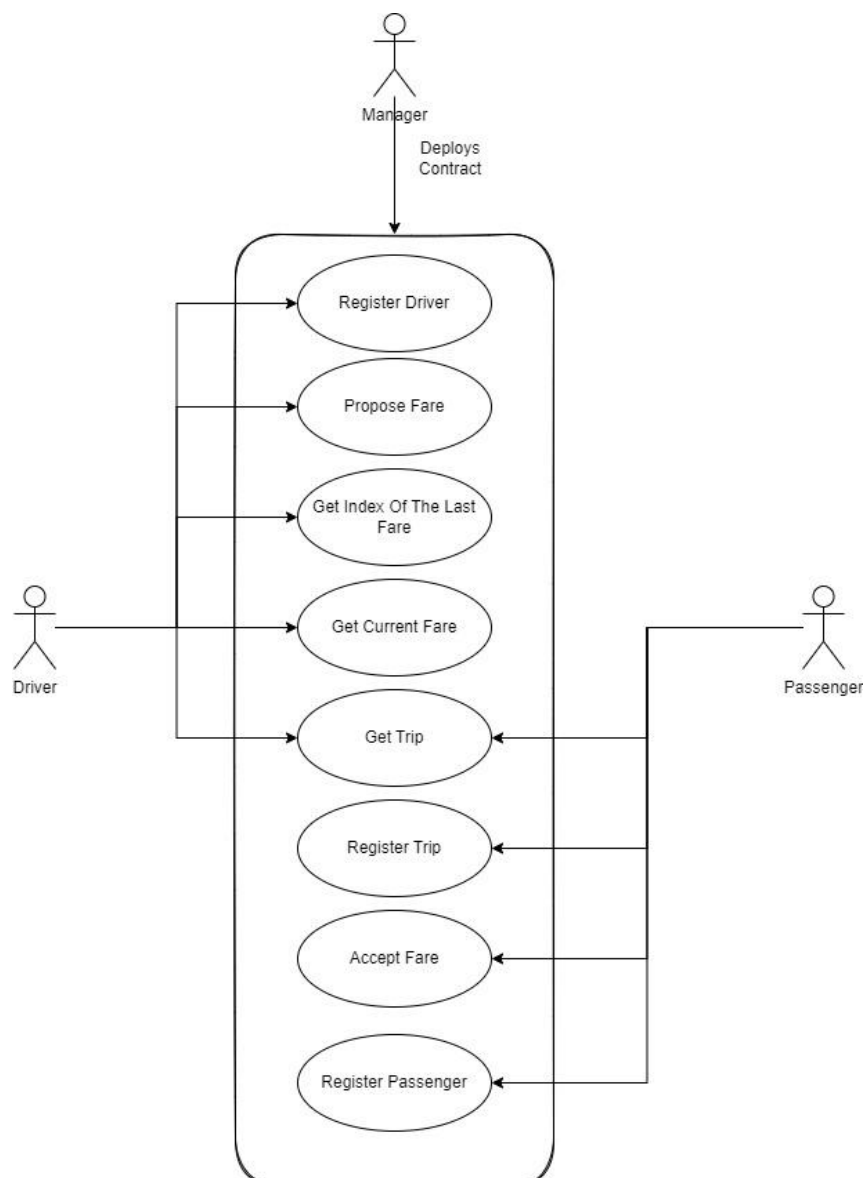 Manager
Deploys
Contract
Register Driver
Propose Fare
Get Index Of The Last
Fare
Get Current Fare
Driver
Passenger
Get Trip
Register Trip
Accept Fare
Register Passenger